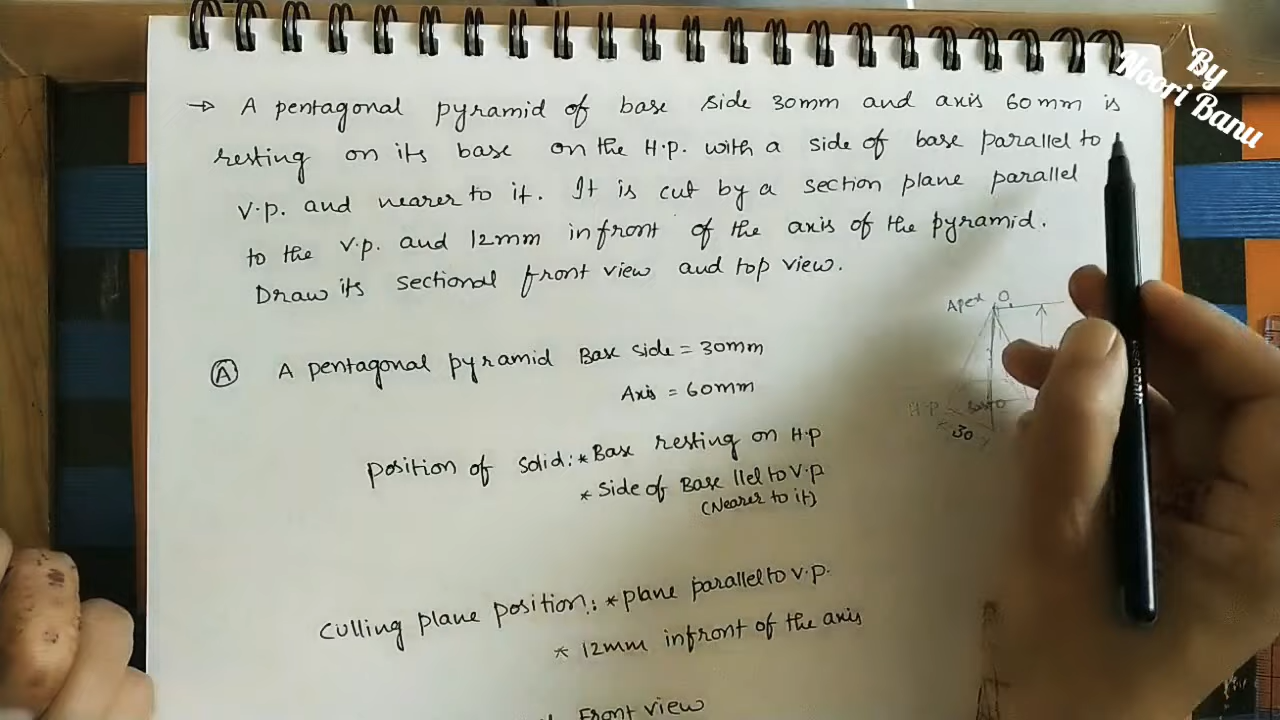 By
Noori Banu
→ A pentagonal pyramid of base side 30mm and axis 60mm is
resting on its base on the H.p. with a side of base parallel to
V.p. and nearer to it. It is cut by a section plane parallel
to the V.p. and 12mm infront of the axis of the pyramid.
Draw its sectional front view and top view.
Apex O,
A A pentagonal pyramid Base side = 30mm
Axis = 60mm
H.P
30
position of solid: * Base resting on H.p
* Side of Base llel to V.p
(Nearer to it)
Culling plane position: * plane parallel to V.p.
* 12mm infront of the axis
Front view